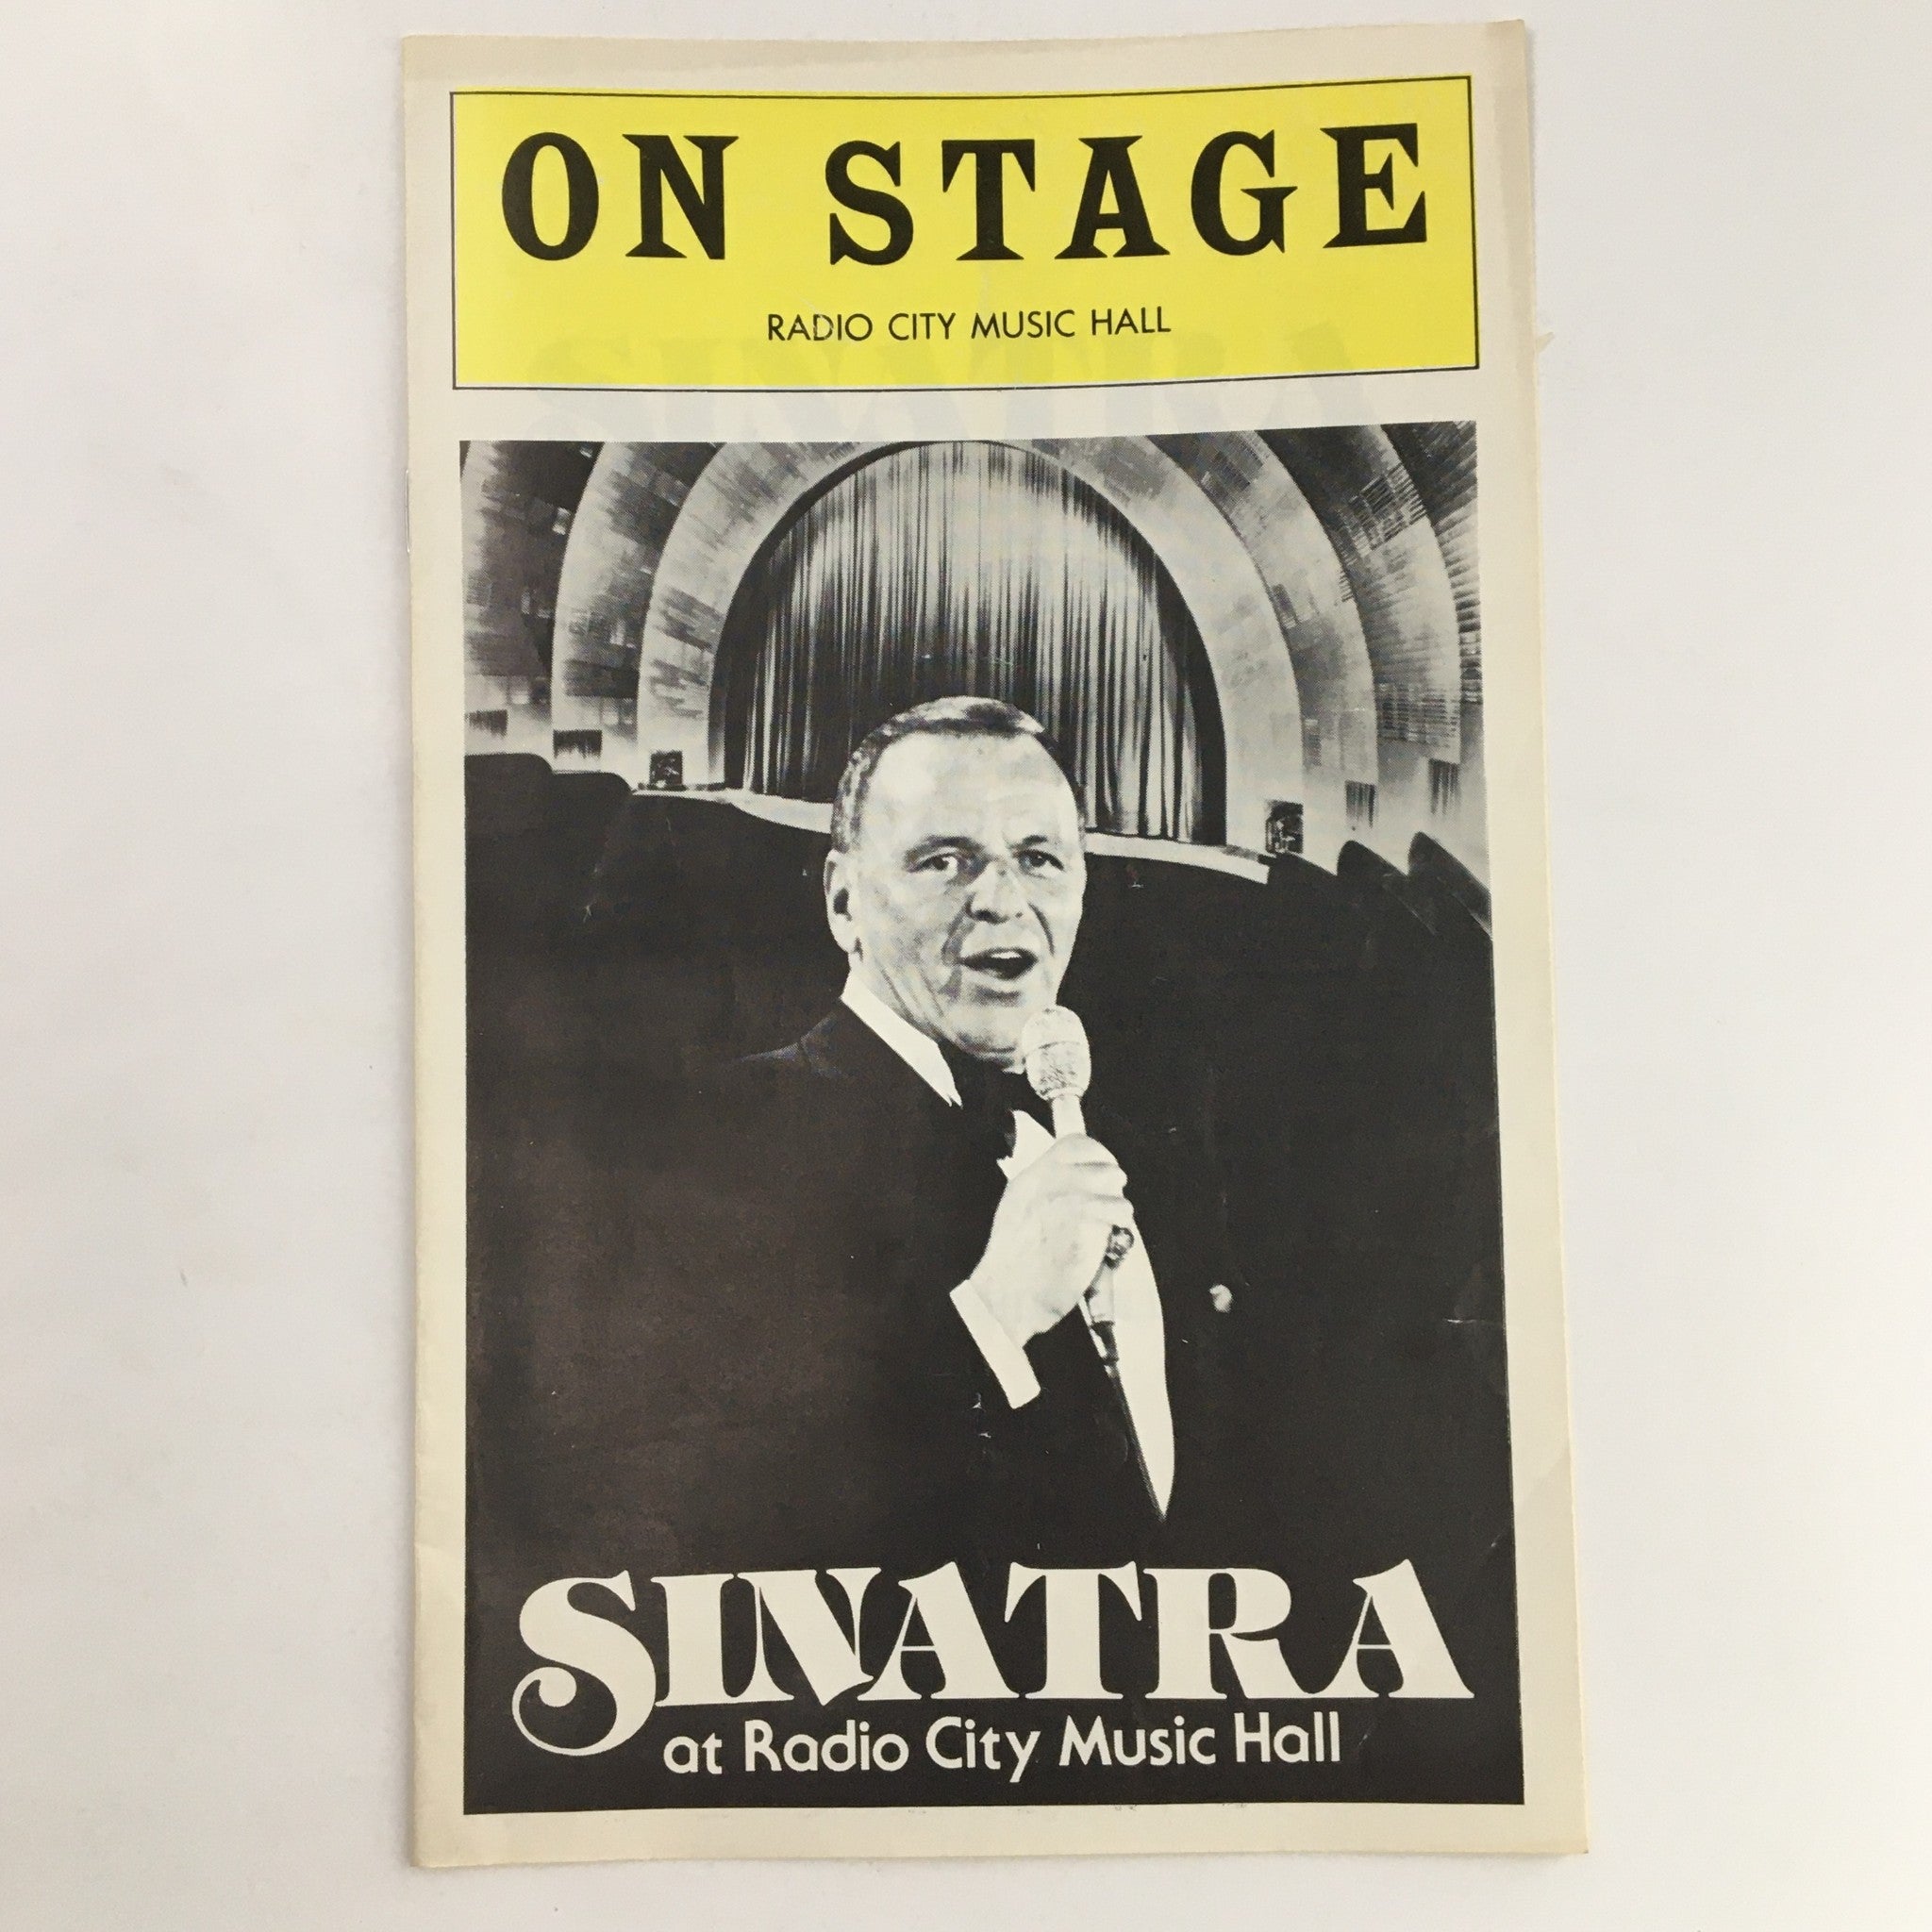 ON STAGE
RADIO CITY MUSIC HALL
SINATRA
at Radio City Music Hall